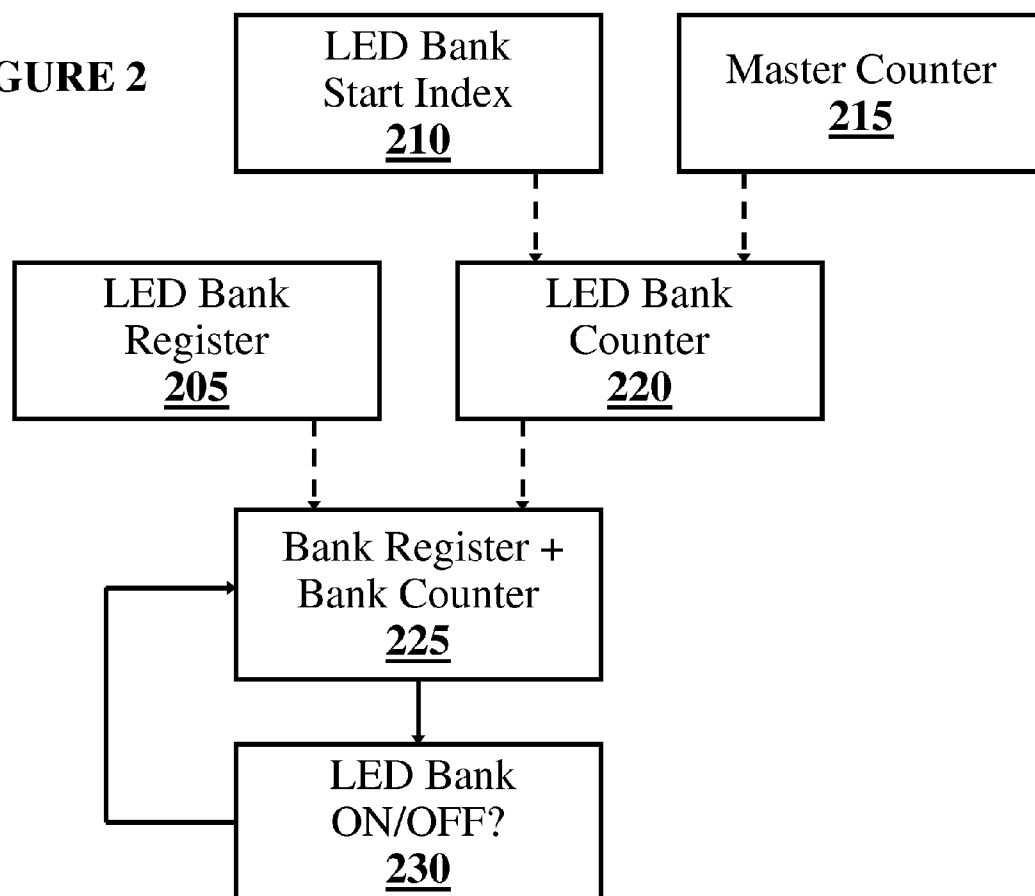 GURE 2
LED Bank
Start Index
210
Master Counter
215
LED Bank
Register
205
LED Bank
Counter
220
Bank Register +
Bank Counter
225
LED Bank
ON/OFF?
230